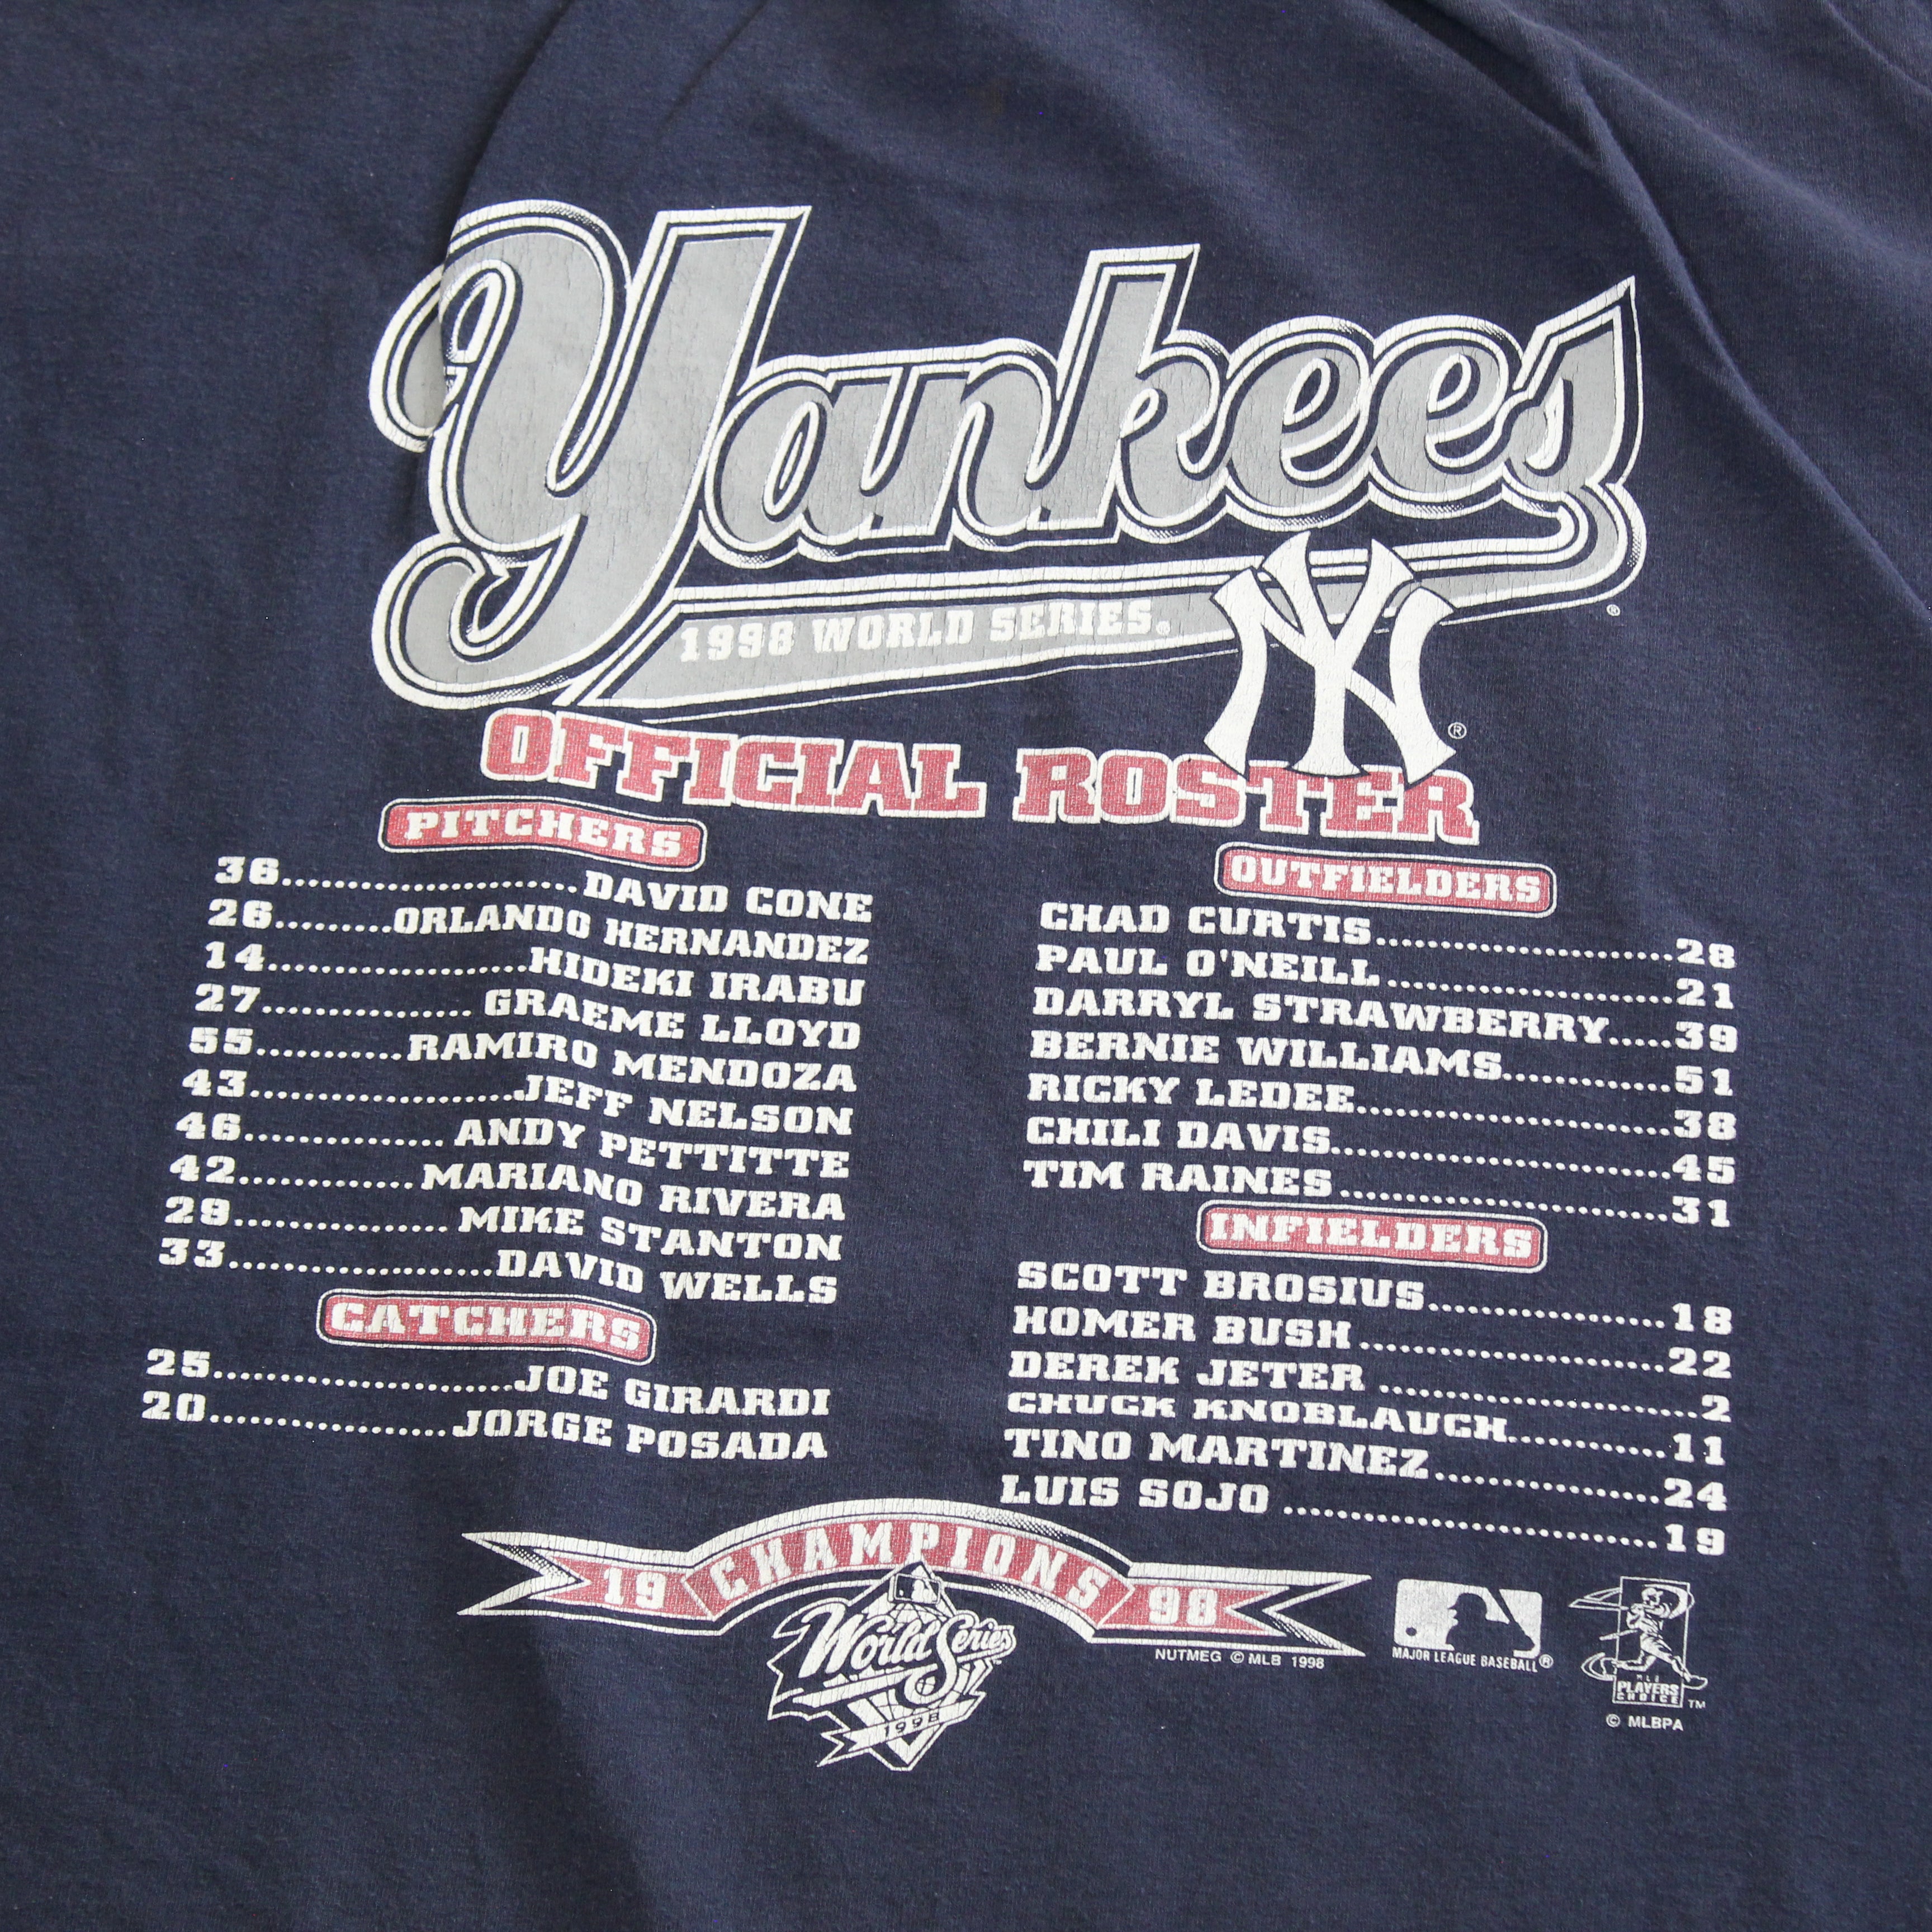 Yankees®
1998 WORLD SERIES®
NY®
OFFICIAL ROSTER
PITCHERS
36........................DAVID CONE
26.........ORLANDO HERNANDEZ
14.....................HIDEKI IRABU
27............... GRAEME LLOYD
55............RAMIRO MENDOZA
43.....................JEFF NELSON
46................ ANDY PETTITTE
42..............MARIANO RIVERA
29................. MIKE STANTON
33.....................DAVID WELLS
CATCHERS
25........................JOE GIRARDI
20...................JORGE POSADA
OUTFIELDERS
CHAD CURTIS........................28
PAUL O'NEILL.......................21
DARRYL STRAWBERRY.....39
BERNIE WILLIAMS..............51
RICKY LEDEE..........................38
CHILI DAVIS............................45
TIM RAINES ...........................31
INFIELDERS
SCOTT BROSIUS...................18
HOMER BUSH ........................22
DEREK JETER ..........................2
CHUCK KNOBLAUCH.............11
TINO MARTINEZ..................24
LUIS SOJO ................................19
19 CHAMPIONS 98
World Series™
1998
NUTMEG © MLB 1998
MAJOR LEAGUE BASEBALL®
MLB
PLAYERS
CHOICE™
© MLBPA